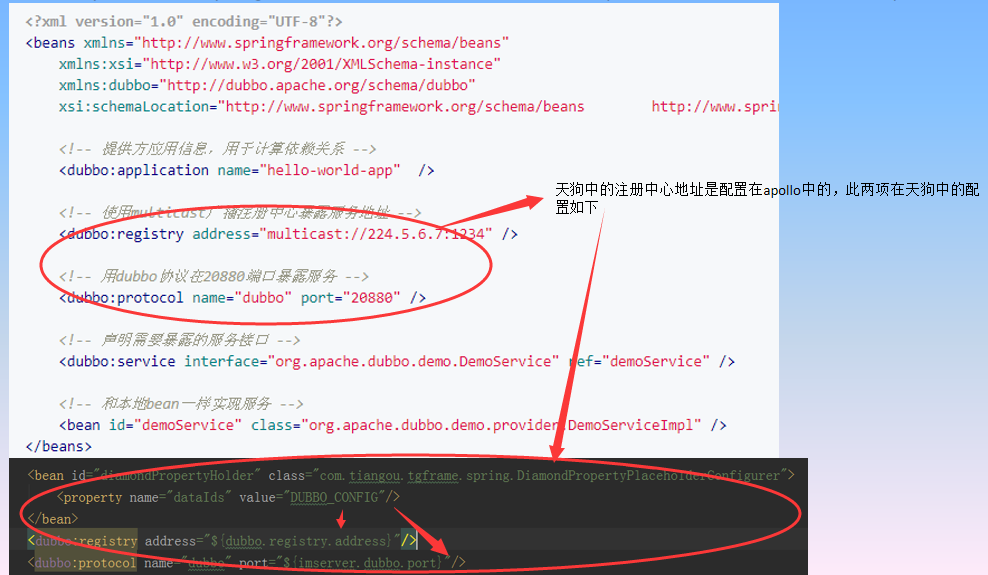 <?xml version="1.0" encoding="UTF-8"?>
<beans xmlns="http://www.springframework.org/schema/beans"
xmlns:xsi="http://www.w3.org/2001/XMLSchema-instance"
xmlns:dubbo="http://dubbo.apache.org/schema/dubbo"
xsi:schemaLocation="http://www.springframework.org/schema/beans http://www.sprin
<!-- 提供方应用信息，用于计算依赖关系 -->
<dubbo:application name="hello-world-app" />
天狗中的注册中心地址是配置在apollo中的，此两项在天狗中的配
置如下
<!-- 使用multicast广播注册中心暴露服务地址 -->
<dubbo:registry address="multicast://224.5.6.7:1234" />
<!-- 用dubbo协议在20880端口暴露服务 -->
<dubbo:protocol name="dubbo" port="20880" />
<!-- 声明需要暴露的服务接口 -->
<dubbo:service interface="org.apache.dubbo.demo.DemoService" ref="demoService" />
<!-- 和本地bean一样实现服务 -->
<bean id="demoService" class="org.apache.dubbo.demo.provider.DemoServiceImpl" />
</beans>
<bean id="diamondPropertyHolder" class="com.tiangou.tgframe.spring.DiamondPropertyPlaceholderConfigurer">
<property name="dataIds" value="DUBBO_CONFIG"/>
</bean>
<dubbo:registry address="${dubbo.registry.address}"/>
<dubbo:protocol name="dubbo" port="${imserver.dubbo.port}"/>